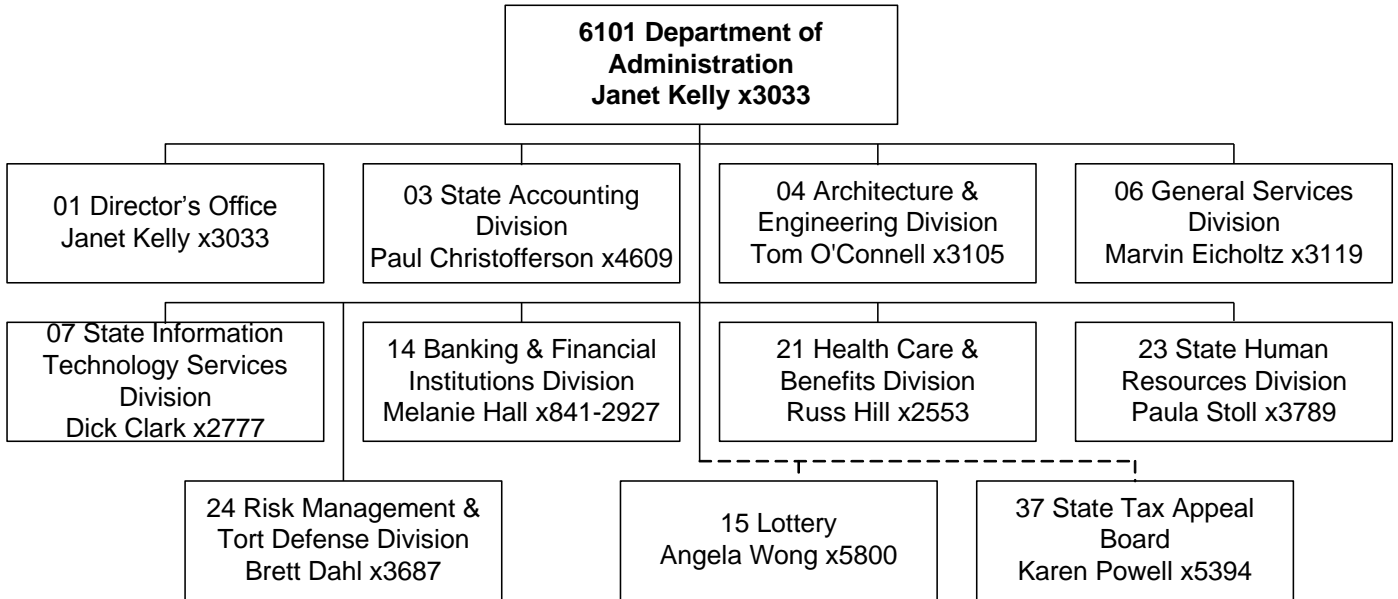 6101 Department of
Administration
Janet Kelly x3033
01 Director’s Office
Janet Kelly x3033
03 State Accounting
Division
Paul Christofferson x4609
04 Architecture &
Engineering Division
Tom O'Connell x3105
06 General Services
Division
Marvin Eicholtz x3119
07 State Information
Technology Services
Division
Dick Clark x2777
14 Banking & Financial
Institutions Division
Melanie Hall x841-2927
21 Health Care &
Benefits Division
Russ Hill x2553
23 State Human
Resources Division
Paula Stoll x3789
24 Risk Management &
Tort Defense Division
Brett Dahl x3687
15 Lottery
Angela Wong x5800
37 State Tax Appeal
Board
Karen Powell x5394